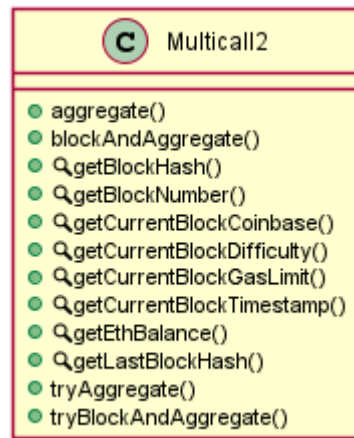 C Multicall2
aggregate()
blockAndAggregate()
getBlockHash()
getBlockNumber()
getCurrentBlockCoinbase()
getCurrentBlockDifficulty()
getCurrentBlockGasLimit()
getCurrentBlockTimestamp()
getEthBalance()
getLastBlockHash()
tryAggregate()
tryBlockAndAggregate()